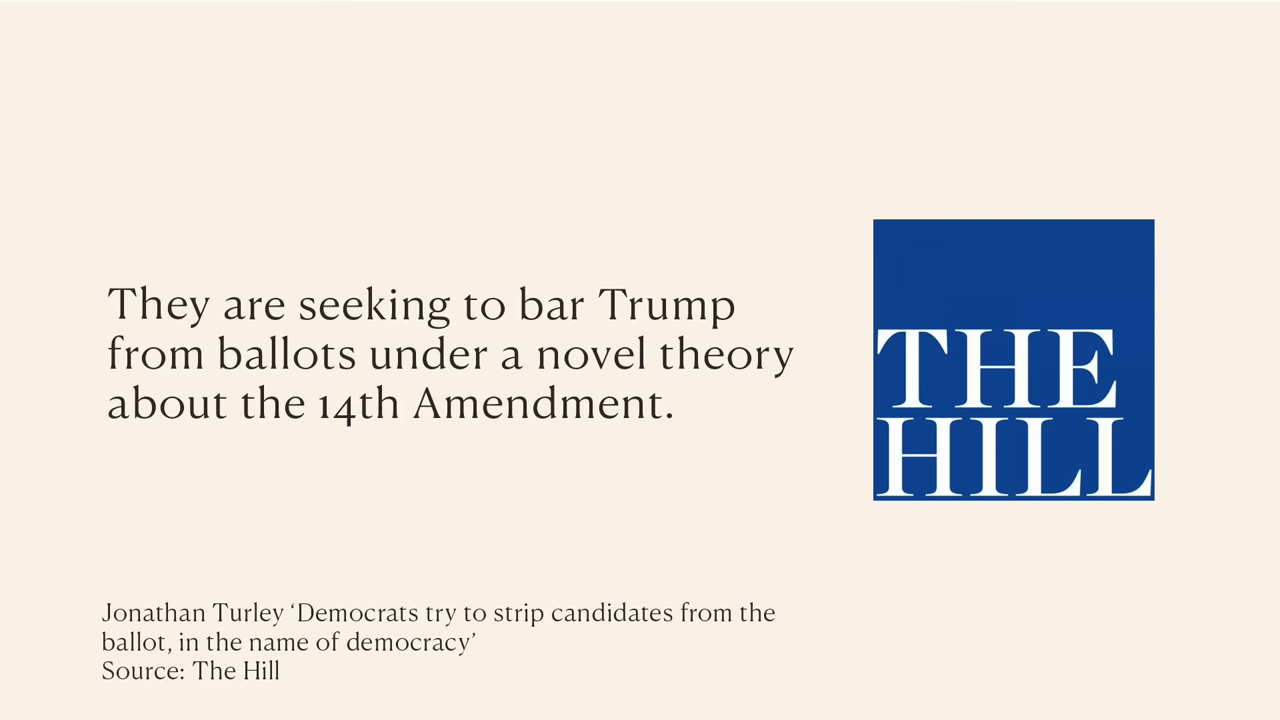 They are seeking to bar Trump
from ballots under a novel theory
about the 14th Amendment.
THE
HILL
Jonathan Turley ‘Democrats try to strip candidates from the
ballot, in the name of democracy’
Source: The Hill